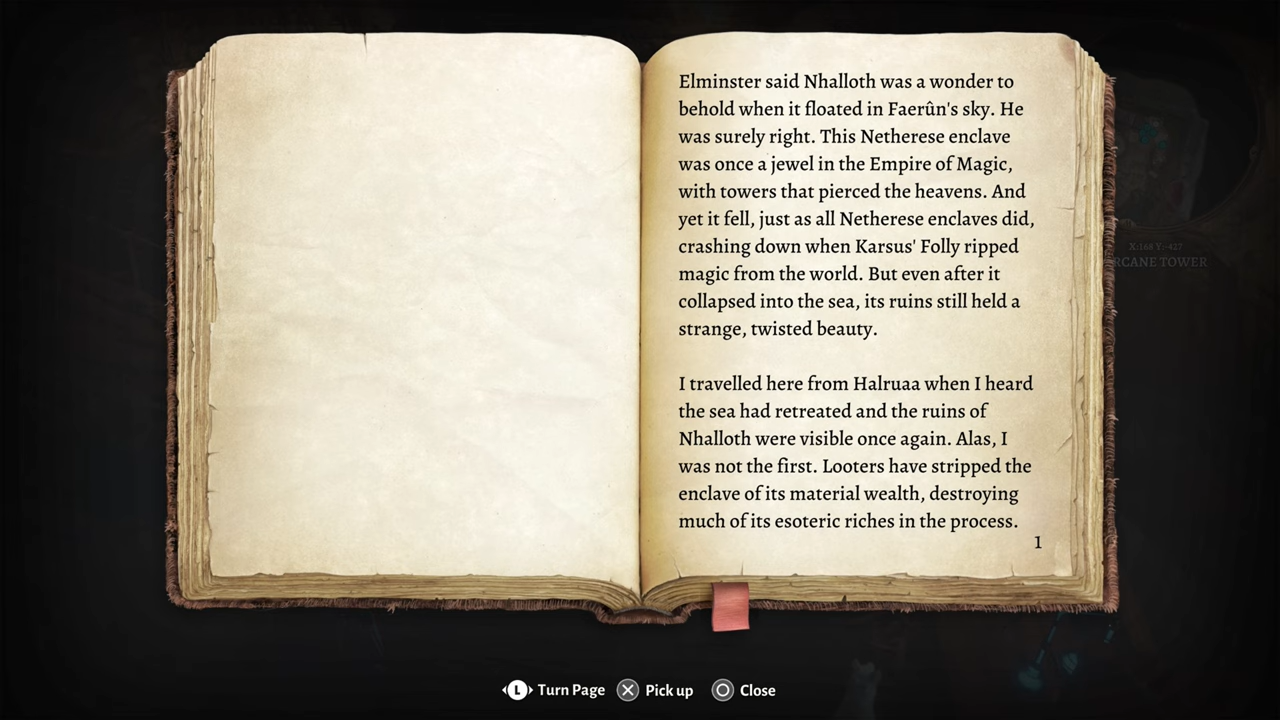 Elminster said Nhalloth was a wonder to
behold when it floated in Faerûn's sky. He
was surely right. This Netherese enclave
was once a jewel in the Empire of Magic,
with towers that pierced the heavens. And
yet it fell, just as all Netherese enclaves did,
crashing down when Karsus' Folly ripped
magic from the world. But even after it
collapsed into the sea, its ruins still held a
strange, twisted beauty.
I travelled here from Halruaa when I heard
the sea had retreated and the ruins of
Nhalloth were visible once again. Alas, I
was not the first. Looters have stripped the
enclave of its material wealth, destroying
much of its esoteric riches in the process.
1
X:168 Y:-427
RCANE TOWER
L Turn Page Pick up Close